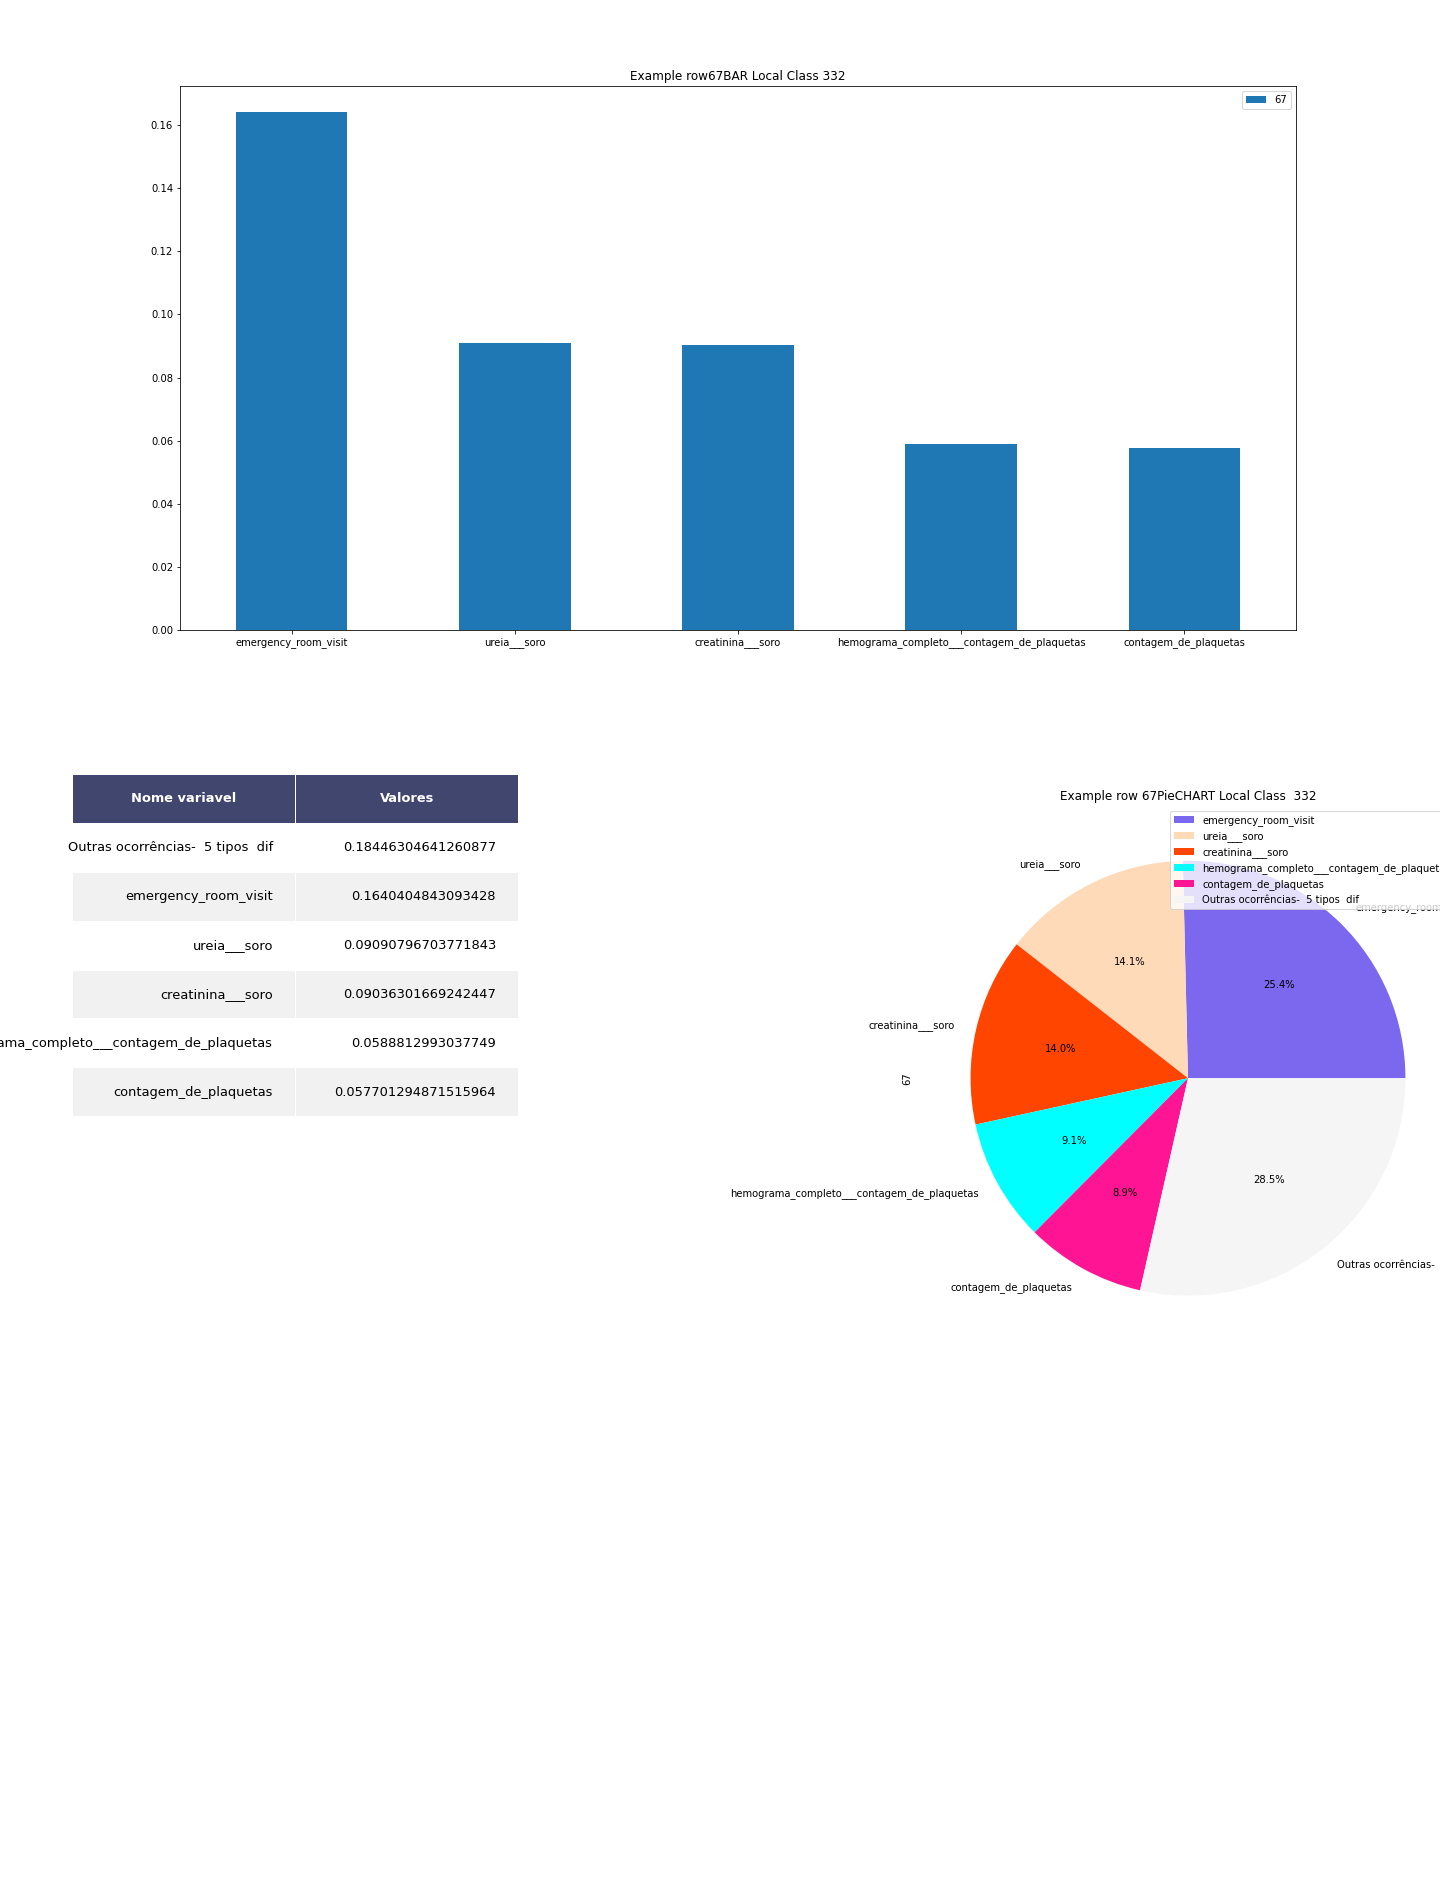 Example row67BAR Local Class 332
67
0.16
0.14
0.12
0.10
0.08
0.06
0.04
0.02
0.00
emergency_room_visit
ureia___soro
creatinina___soro
hemograma_completo___contagem_de_plaquetas
contagem_de_plaquetas
Nome variavel Valores
Outras ocorrências-  5 tipos  dif 0.18446304641260877
emergency_room_visit 0.1640404843093428
ureia___soro 0.09090796703771843
creatinina___soro 0.09036301669242447
ama_completo___contagem_de_plaquetas 0.0588812993037749
contagem_de_plaquetas 0.057701294871515964
Example row 67PieCHART Local Class  332
emergency_room_visit
ureia___soro
creatinina___soro
hemograma_completo___contagem_de_plaquet
contagem_de_plaquetas
Outras ocorrências-  5 tipos  dif
emergency_room
25.4%
ureia___soro
14.1%
creatinina___soro
14.0%
67
hemograma_completo___contagem_de_plaquetas
9.1%
contagem_de_plaquetas
8.9%
Outras ocorrências-
28.5%